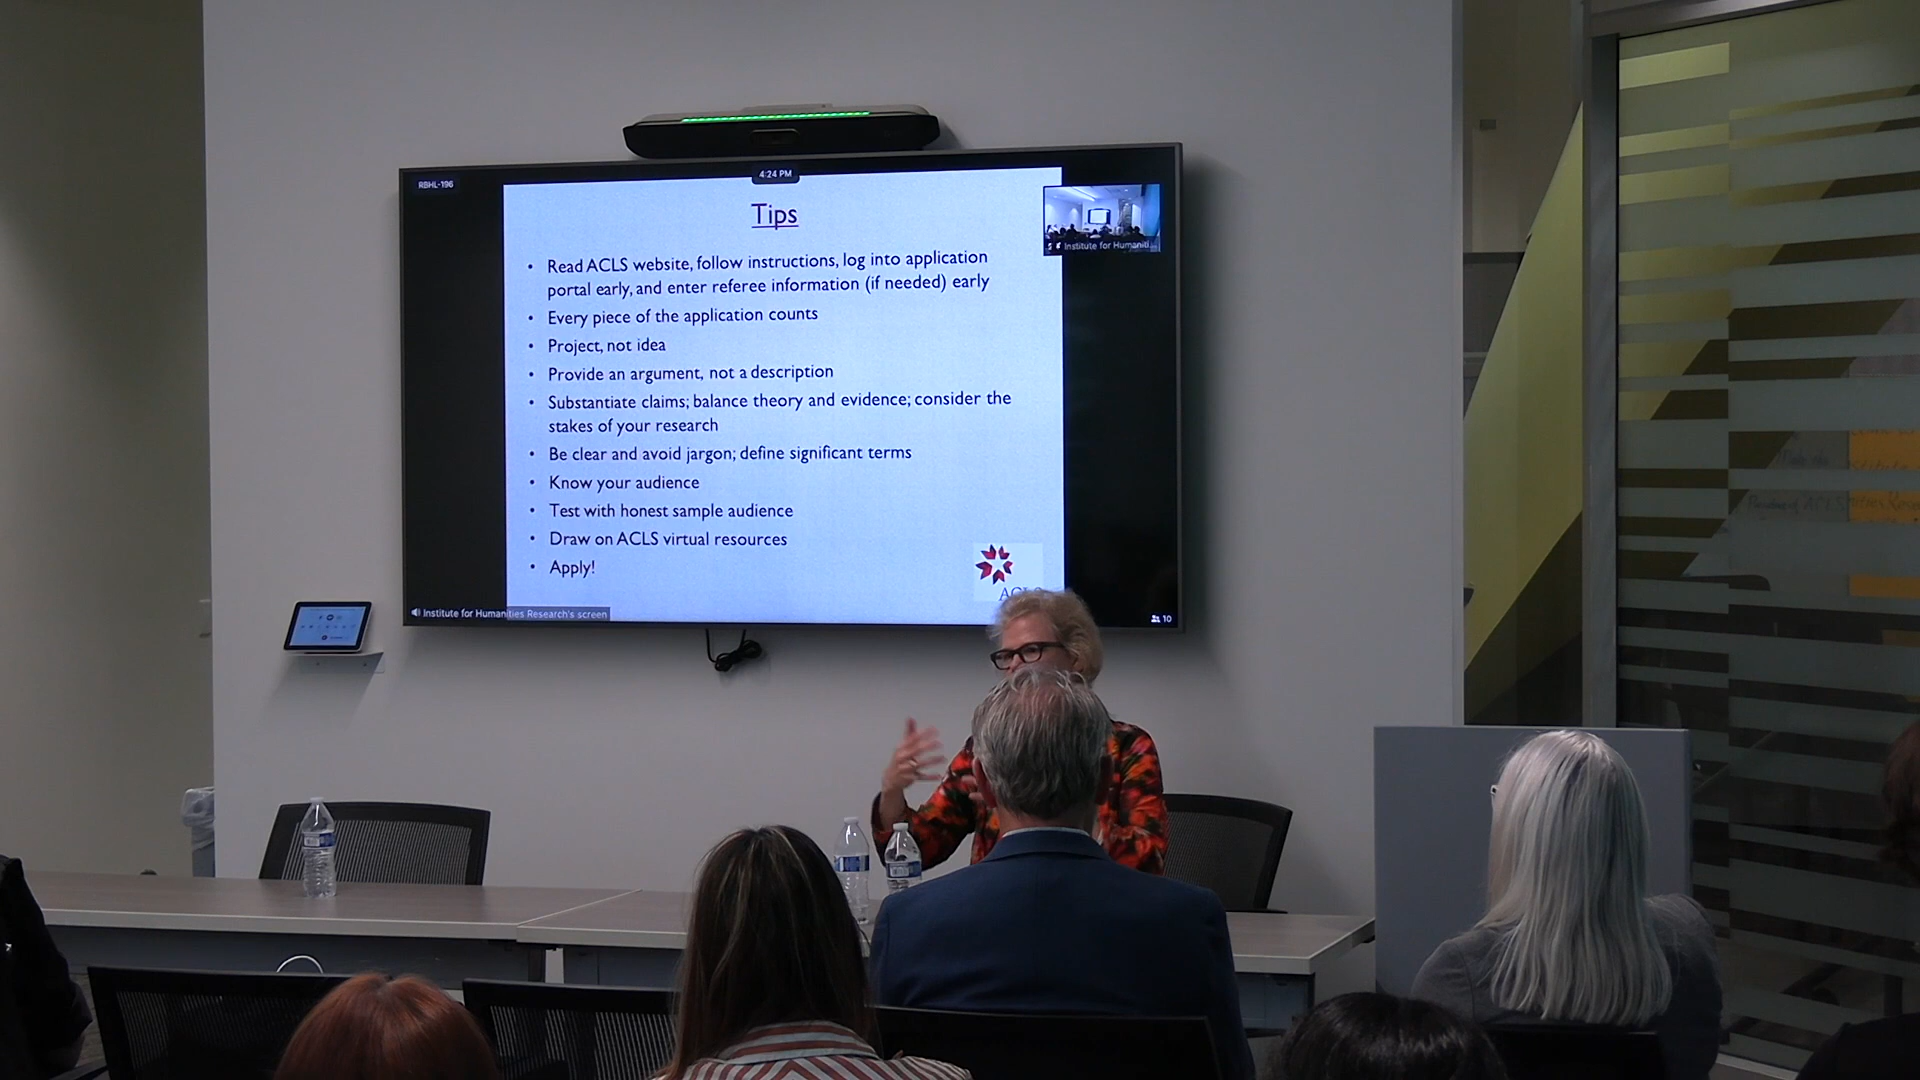 RBHL-196
4:24 PM
Tips
Institute for Humaniti...
• Read ACLS website, follow instructions, log into application
portal early, and enter referee information (if needed) early
• Every piece of the application counts
• Project, not idea
• Provide an argument, not a description
• Substantiate claims; balance theory and evidence; consider the
stakes of your research
• Be clear and avoid jargon; define significant terms
• Know your audience
• Test with honest sample audience
• Draw on ACLS virtual resources
• Apply!
ACLS
Institute for Humanities Research's screen
10